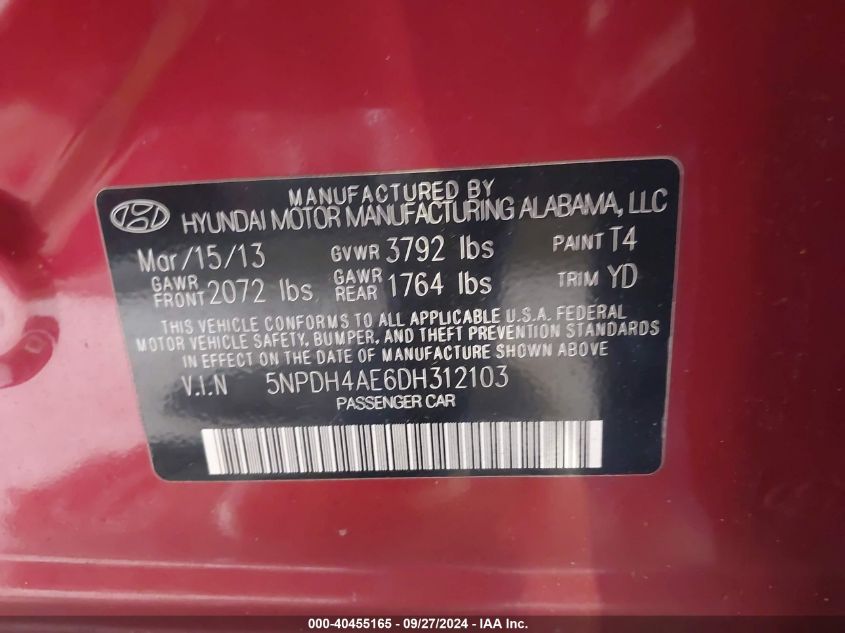 MANUFACTURED BY
HYUNDAI MOTOR MANUFACTURING ALABAMA, LLC
Mar/15/13 GVWR 3792 lbs PAINT T4
GAWR FRONT 2072 lbs GAWR REAR 1764 lbs TRIM YD
THIS VEHICLE CONFORMS TO ALL APPLICABLE U.S.A. FEDERAL
MOTOR VEHICLE SAFETY, BUMPER, AND THEFT PREVENTION STANDARDS
IN EFFECT ON THE DATE OF MANUFACTURE SHOWN ABOVE
V.I.N 5NPDH4AE6DH312103
PASSENGER CAR
000-40455165 - 09/27/2024 - IAA Inc.